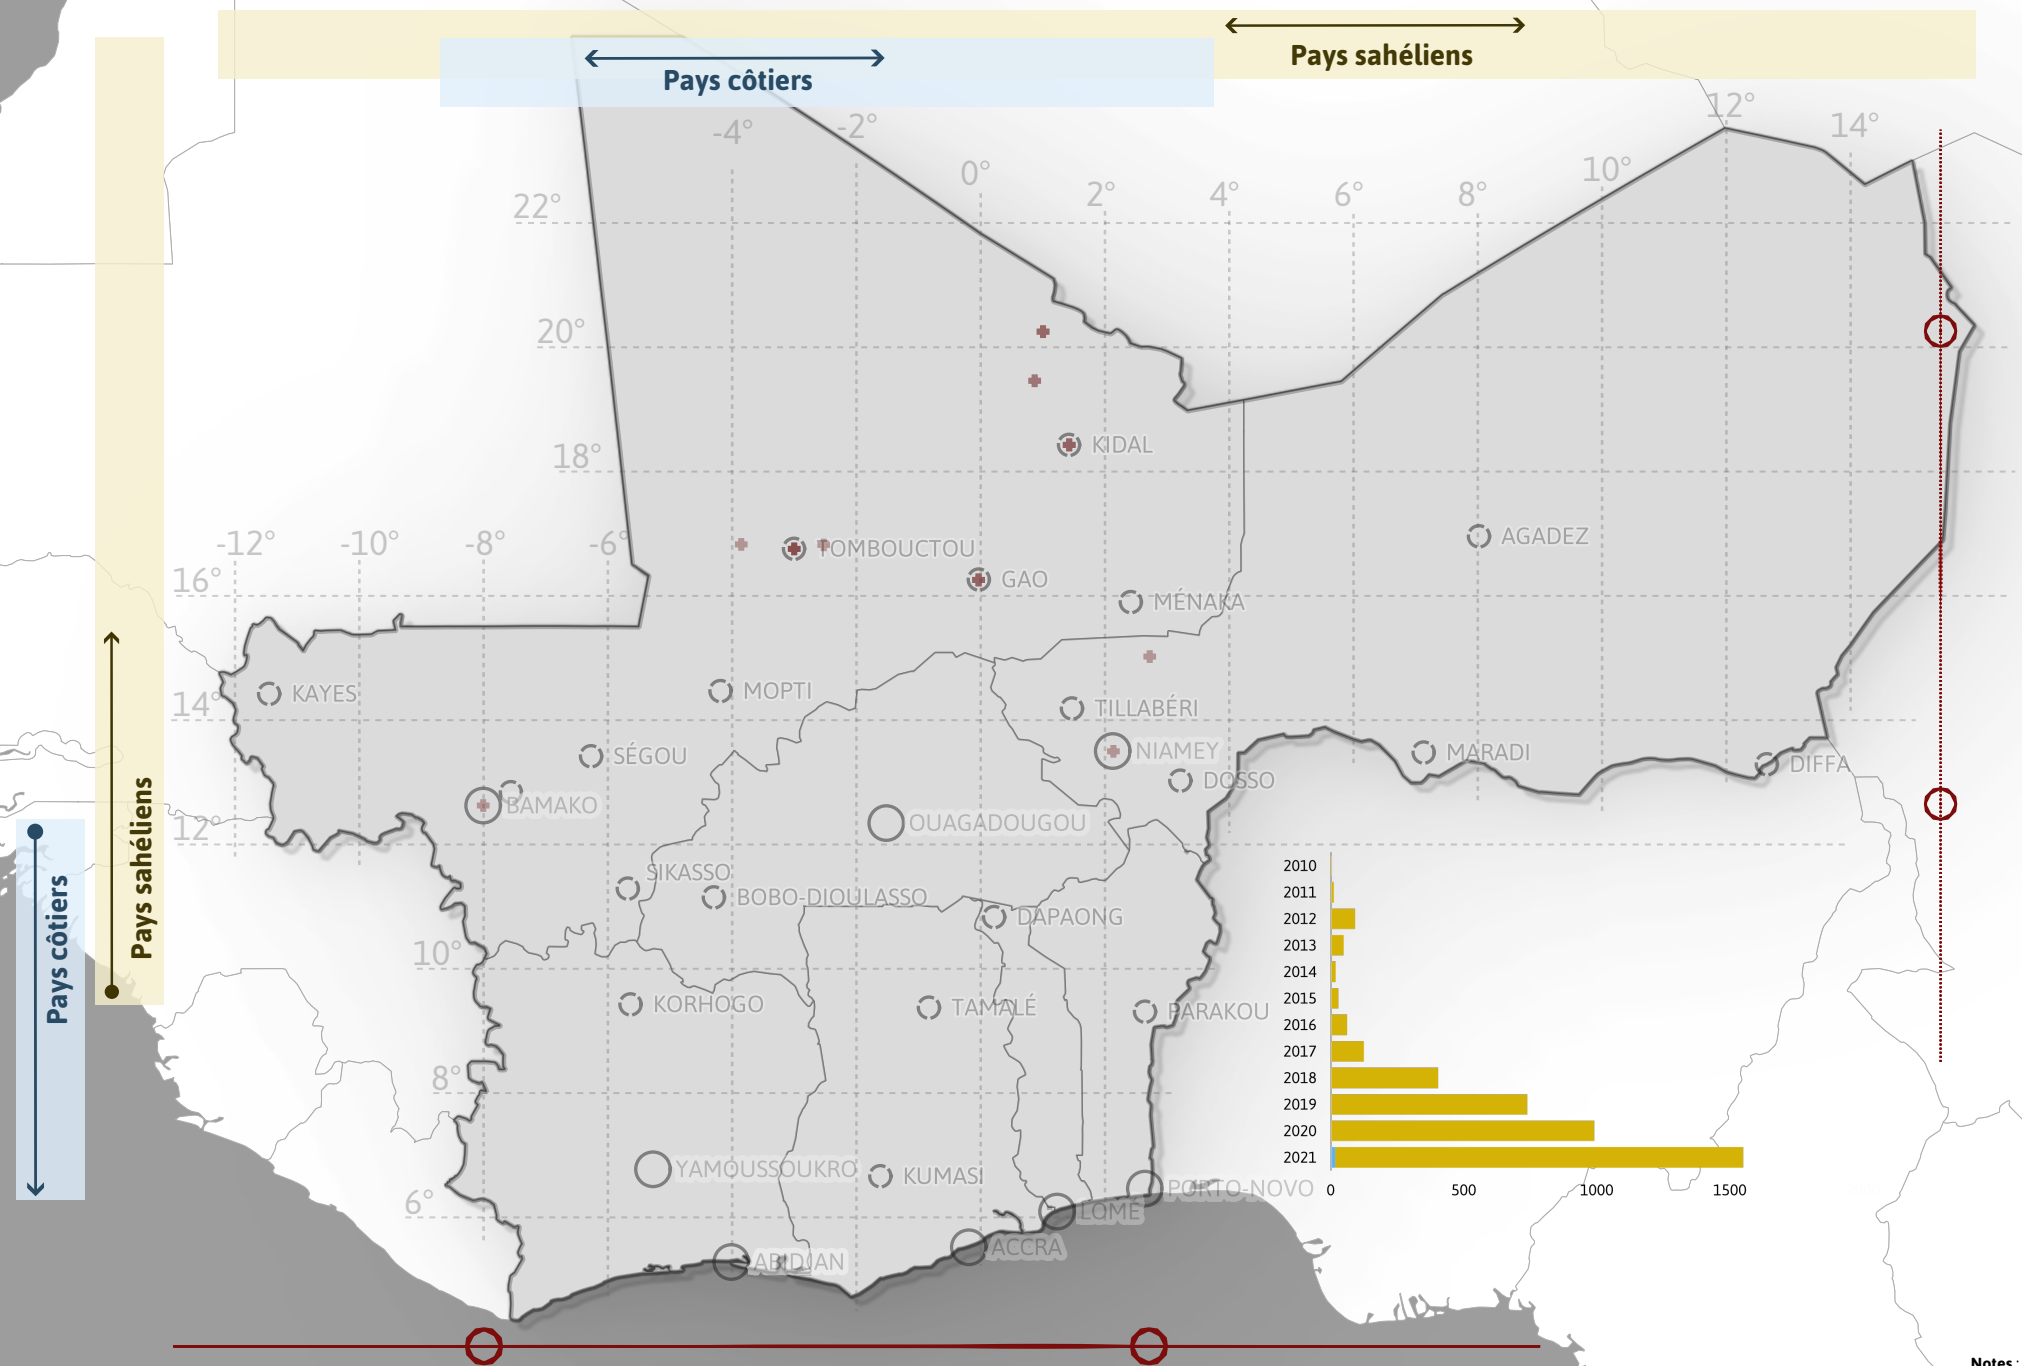 Pays sahéliens
Pays côtiers
12°
14°
-4°
-2°
0°
2°
4°
6°
8°
10°
22°
20°
KIDAL
18°
-12°
-10°
-8°
-6°
TOMBOUCTOU
AGADEZ
16°
GAO
MÉNAKA
KAYES
MOPTI
14°
TILLABÉRI
SÉGOU
NIAMEY
MARADI
DOSSO
DIFFA
BAMAKO
12°
OUAGADOUGOU
Pays sahéliens
Pays côtiers
SIKASSO
BOBO-DIOULASSO
DAPAONG
10°
KORHOGO
TAMALÉ
PARAKOU
8°
YAMOUSSOUKRO
KUMASI
PORTO-NOVO
6°
LOMÉ
ACCRA
ABIDJAN
2010
2011
2012
2013
2014
2015
2016
2017
2018
2019
2020
2021
0 500 1000 1500
Notes :